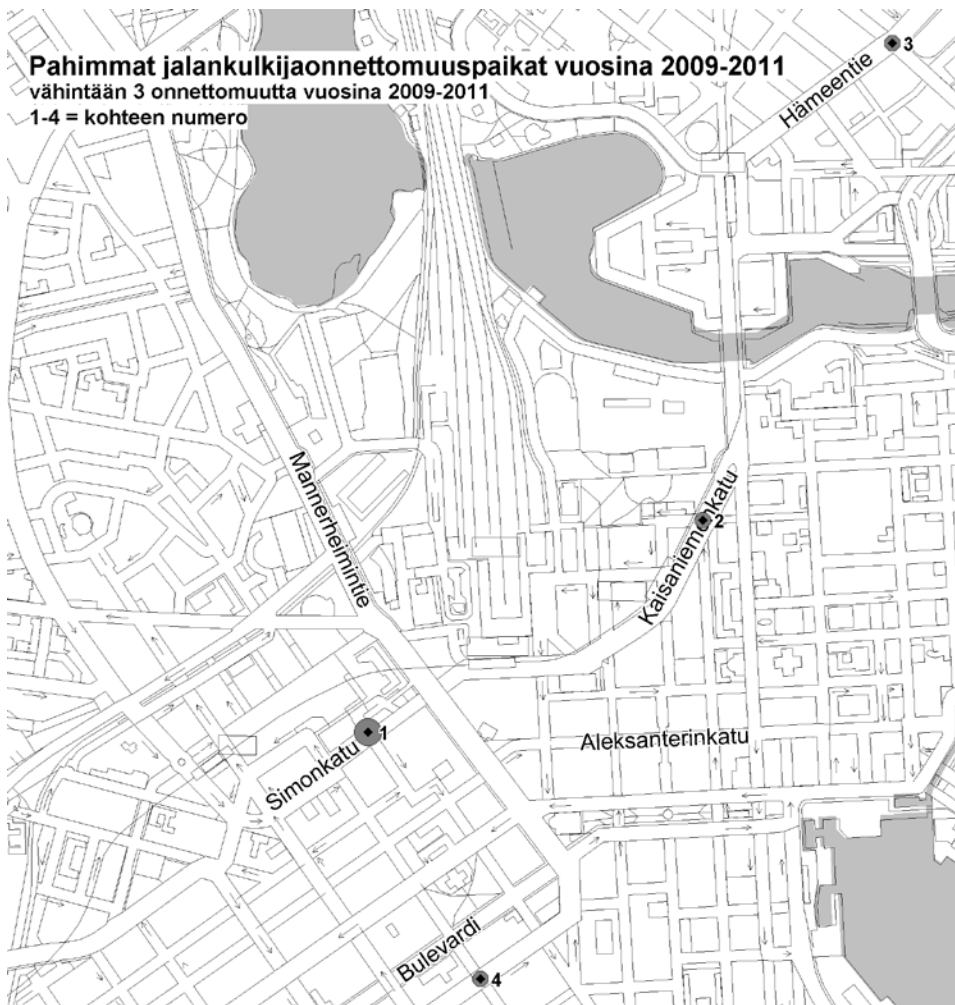 Pahimmat jalankulkijaonnettomuuspaikat vuosina 2009-2011
vähintään 3 onnettomuutta vuosina 2009-2011
1-4 = kohteen numero
3
Hämeentie
Mannerheimintie
2
Kaisaniemenkatu
1
Simonkatu
Aleksanterinkatu
Bulevardi
4